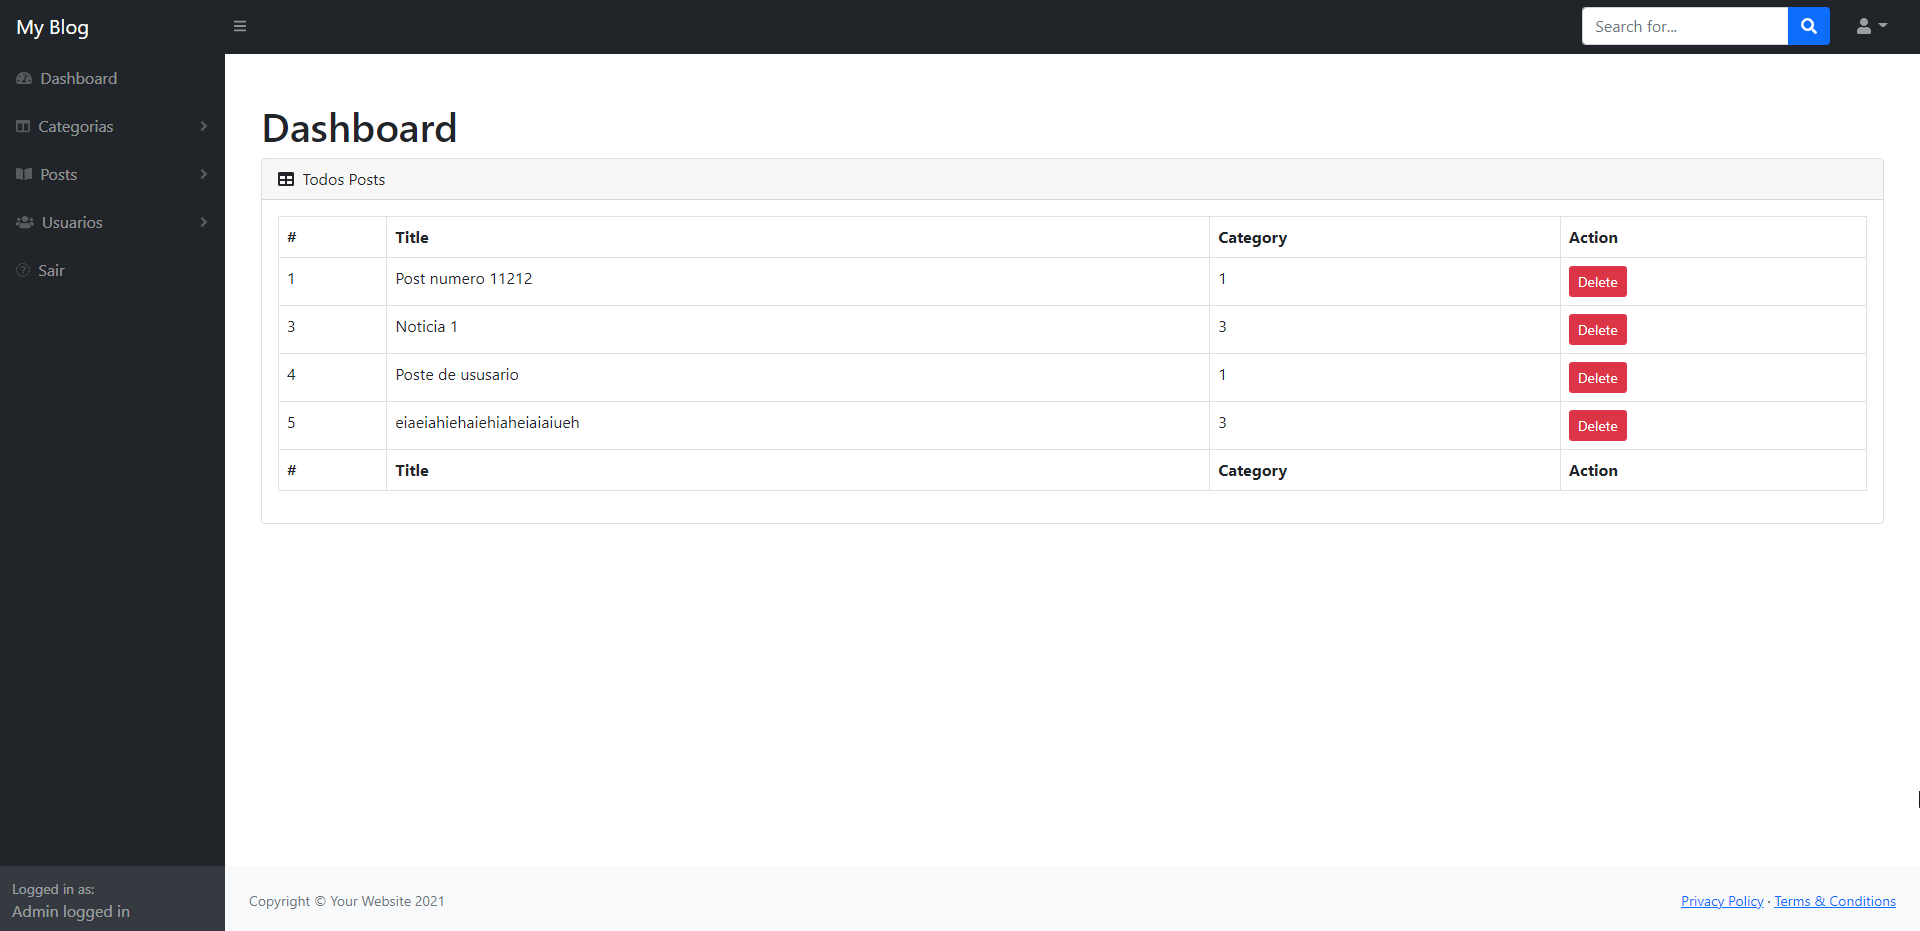 My Blog
Search for...
Dashboard
Categorias
Posts
Usuarios
Sair
Dashboard
Todos Posts
# Title Category Action
1 Post numero 11212 1 Delete
3 Noticia 1 3 Delete
4 Poste de ususario 1 Delete
5 eiaeiahiehaiehiaheiaiaiueh 3 Delete
# Title Category Action
Logged in as:
Admin logged in
Copyright © Your Website 2021
Privacy Policy · Terms & Conditions